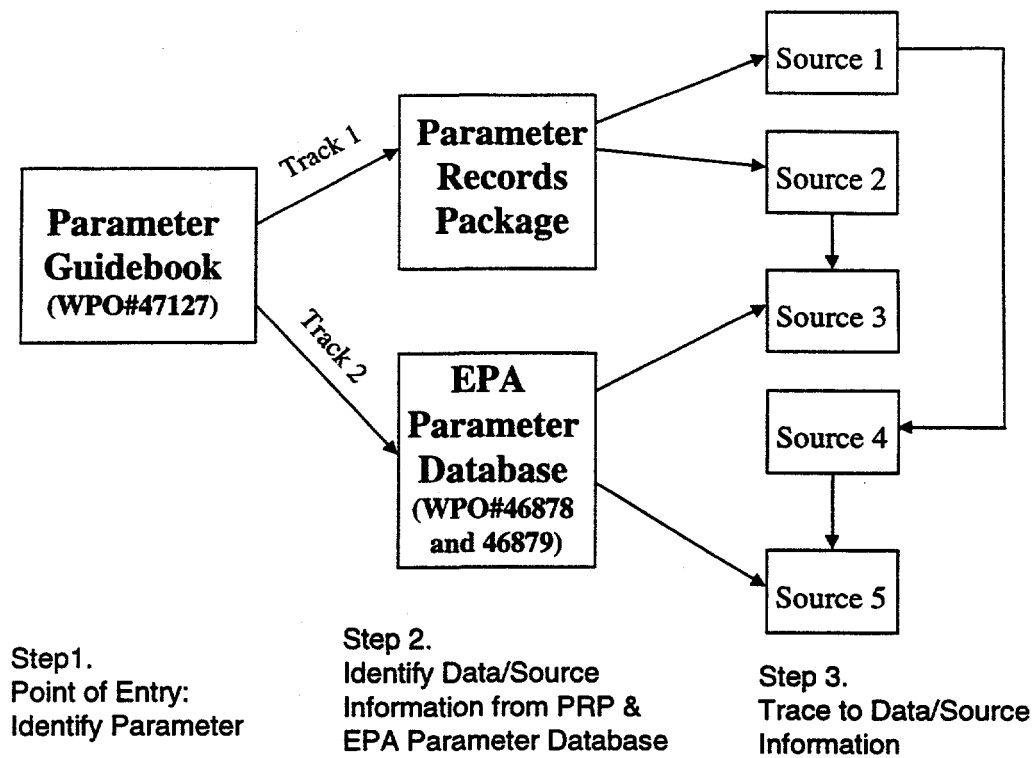 Source 1
Track 1
Parameter
Records
Package
Source 2
Parameter
Guidebook
(WPO#47127)
Source 3
Track 2
EPA
Parameter
Database
(WPO#46878
and 46879)
Source 4
Source 5
Step1.
Point of Entry:
Identify Parameter
Step 2.
Identify Data/Source
Information from PRP &
EPA Parameter Database
Step 3.
Trace to Data/Source
Information